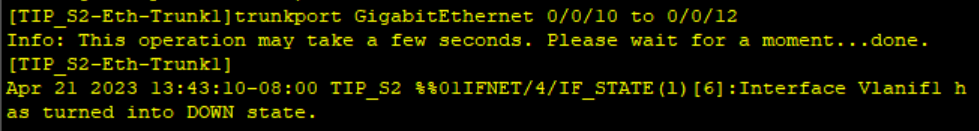 [TIP_S2-Eth-Trunk1]trunkport GigabitEthernet 0/0/10 to 0/0/12
Info: This operation may take a few seconds. Please wait for a moment...done.
[TIP_S2-Eth-Trunk1]
Apr 21 2023 13:43:10-08:00 TIP_S2 %%01IFNET/4/IF_STATE(l)[6]:Interface Vlanif1 h
as turned into DOWN state.